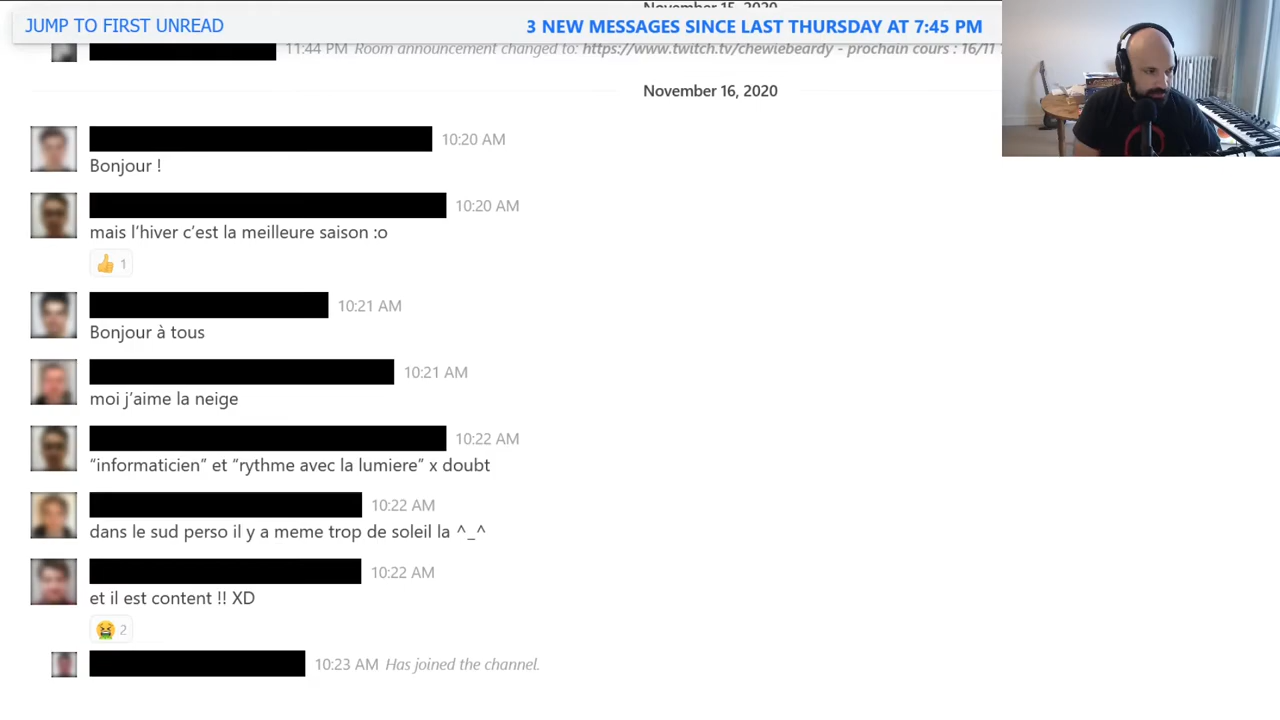 November 15, 2020
JUMP TO FIRST UNREAD
3 NEW MESSAGES SINCE LAST THURSDAY AT 7:45 PM
11:44 PM Room announcement changed to: https://www.twitch.tv/chewiebeardy - prochain cours : 16/11
November 16, 2020
10:20 AM
Bonjour !
10:20 AM
mais l’hiver c’est la meilleure saison :o
👍 1
10:21 AM
Bonjour à tous
10:21 AM
moi j’aime la neige
10:22 AM
“informaticien” et “rythme avec la lumiere” x doubt
10:22 AM
dans le sud perso il y a meme trop de soleil la ^_^
10:22 AM
et il est content !! XD
2
10:23 AM Has joined the channel.